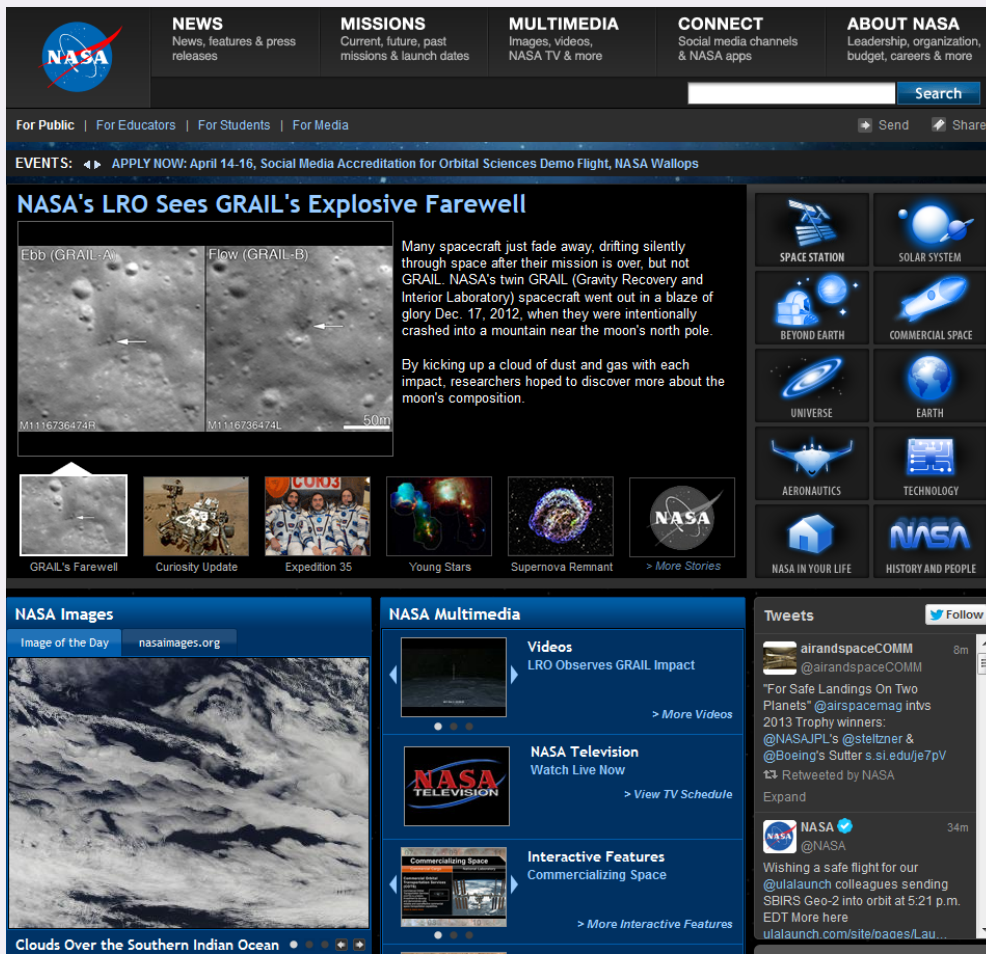 NASA
NEWS
News, features & press
releases
MISSIONS
Current, future, past
missions & launch dates
MULTIMEDIA
Images, videos,
NASA TV & more
CONNECT
Social media channels
& NASA apps
ABOUT NASA
Leadership, organization,
budget, careers & more
Search
For Public | For Educators | For Students | For Media
Send
Share
EVENTS: APPLY NOW: April 14-16, Social Media Accreditation for Orbital Sciences Demo Flight, NASA Wallops
NASA's LRO Sees GRAIL's Explosive Farewell
Ebb (GRAIL-A)
Flow (GRAIL-B)
M1116736474R
M1116736474L
50m
Many spacecraft just fade away, drifting silently
through space after their mission is over, but not
GRAIL. NASA's twin GRAIL (Gravity Recovery and
Interior Laboratory) spacecraft went out in a blaze of
glory Dec. 17, 2012, when they were intentionally
crashed into a mountain near the moon's north pole.
By kicking up a cloud of dust and gas with each
impact, researchers hoped to discover more about the
moon's composition.
NASA
GRAIL's Farewell
Curiosity Update
Expedition 35
Young Stars
Supernova Remnant
> More Stories
SPACE STATION
SOLAR SYSTEM
BEYOND EARTH
COMMERCIAL SPACE
UNIVERSE
EARTH
AERONAUTICS
TECHNOLOGY
NASA IN YOUR LIFE
NASA
HISTORY AND PEOPLE
NASA Images
Image of the Day
nasaimages.org
Clouds Over the Southern Indian Ocean
NASA Multimedia
Videos
LRO Observes GRAIL Impact
> More Videos
NASA
TELEVISION
NASA Television
Watch Live Now
> View TV Schedule
Commercializing Space
Interactive Features
Commercializing Space
> More Interactive Features
Tweets
Follow
airandspaceCOMM 8m
@airandspaceCOMM
"For Safe Landings On Two
Planets" @airspacemag intvs
2013 Trophy winners:
@NASAJPL's @steltzner &
@Boeing's Sutter s.si.edu/je7pV
Retweeted by NASA
Expand
NASA
NASA 34m
@NASA
Wishing a safe flight for our
@ulalaunch colleagues sending
SBIRS Geo-2 into orbit at 5:21 p.m.
EDT More here
ulalaunch.com/site/pages/Lau...